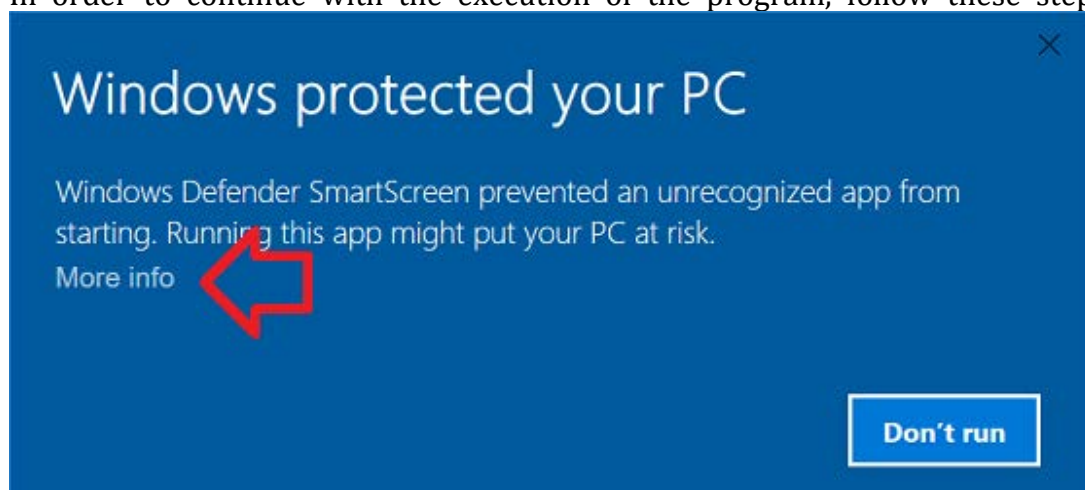 in order to continue with the execution of the program, follow these step
Windows protected your PC
Windows Defender SmartScreen prevented an unrecognized app from
starting. Running this app might put your PC at risk.
More info
Don't run